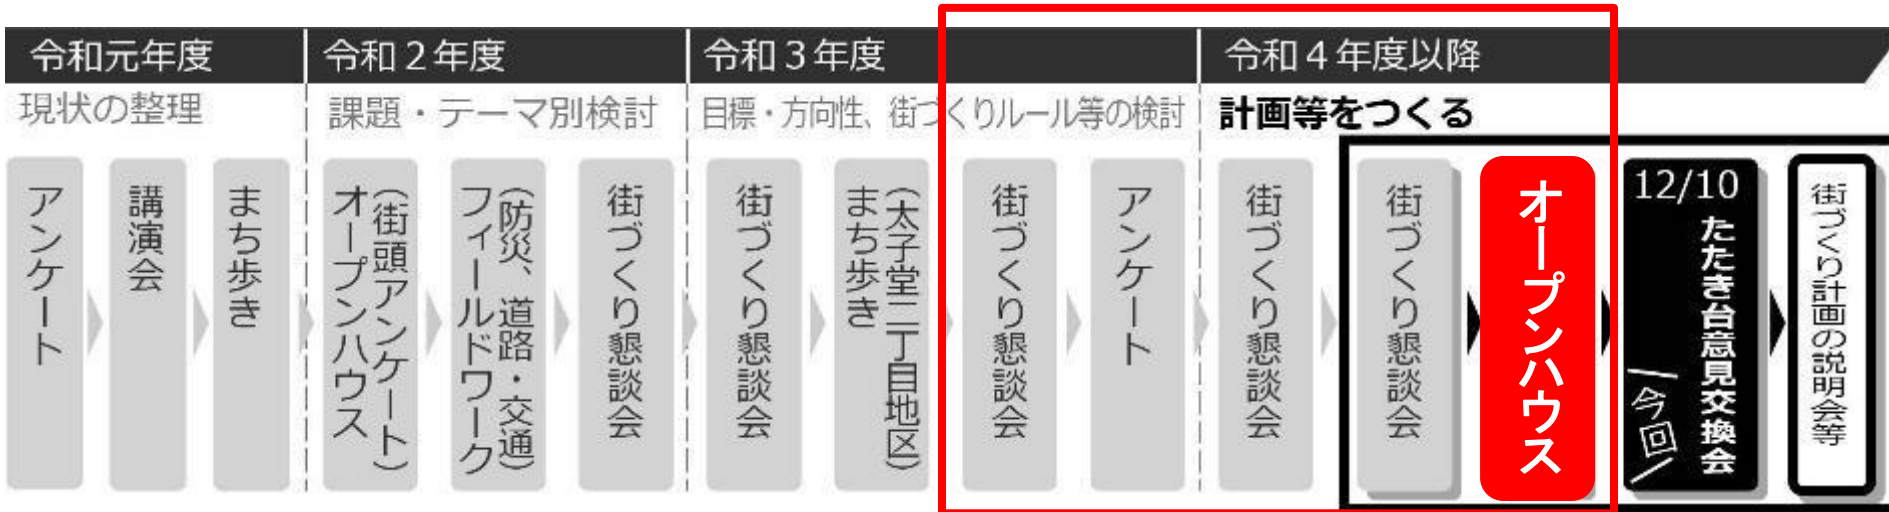 令和元年度
令和２年度
令和３年度
令和４年度以降
現状の整理
課題・テーマ別検討
目標・方向性、街づくりルール等の検討
計画等をつくる
アンケート
講演会
まち歩き
オープンハウス
（街頭アンケート）
フィールドワーク
（防災、道路・交通）
街づくり懇談会
街づくり懇談会
まち歩き
（太子堂二丁目地区）
街づくり懇談会
アンケート
街づくり懇談会
街づくり懇談会
オープンハウス
12/10
たたき台意見交換会
今回
街づくり計画の説明会等